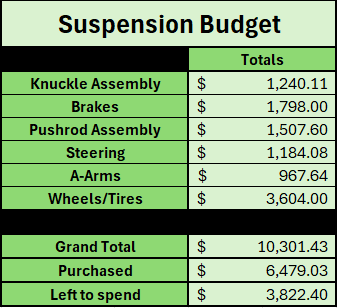 Suspension Budget
Totals
Knuckle Assembly $ 1,240.11
Brakes $ 1,798.00
Pushrod Assembly $ 1,507.60
Steering $ 1,184.08
A-Arms $ 967.64
Wheels/Tires $ 3,604.00
Grand Total $ 10,301.43
Purchased $ 6,479.03
Left to spend $ 3,822.40